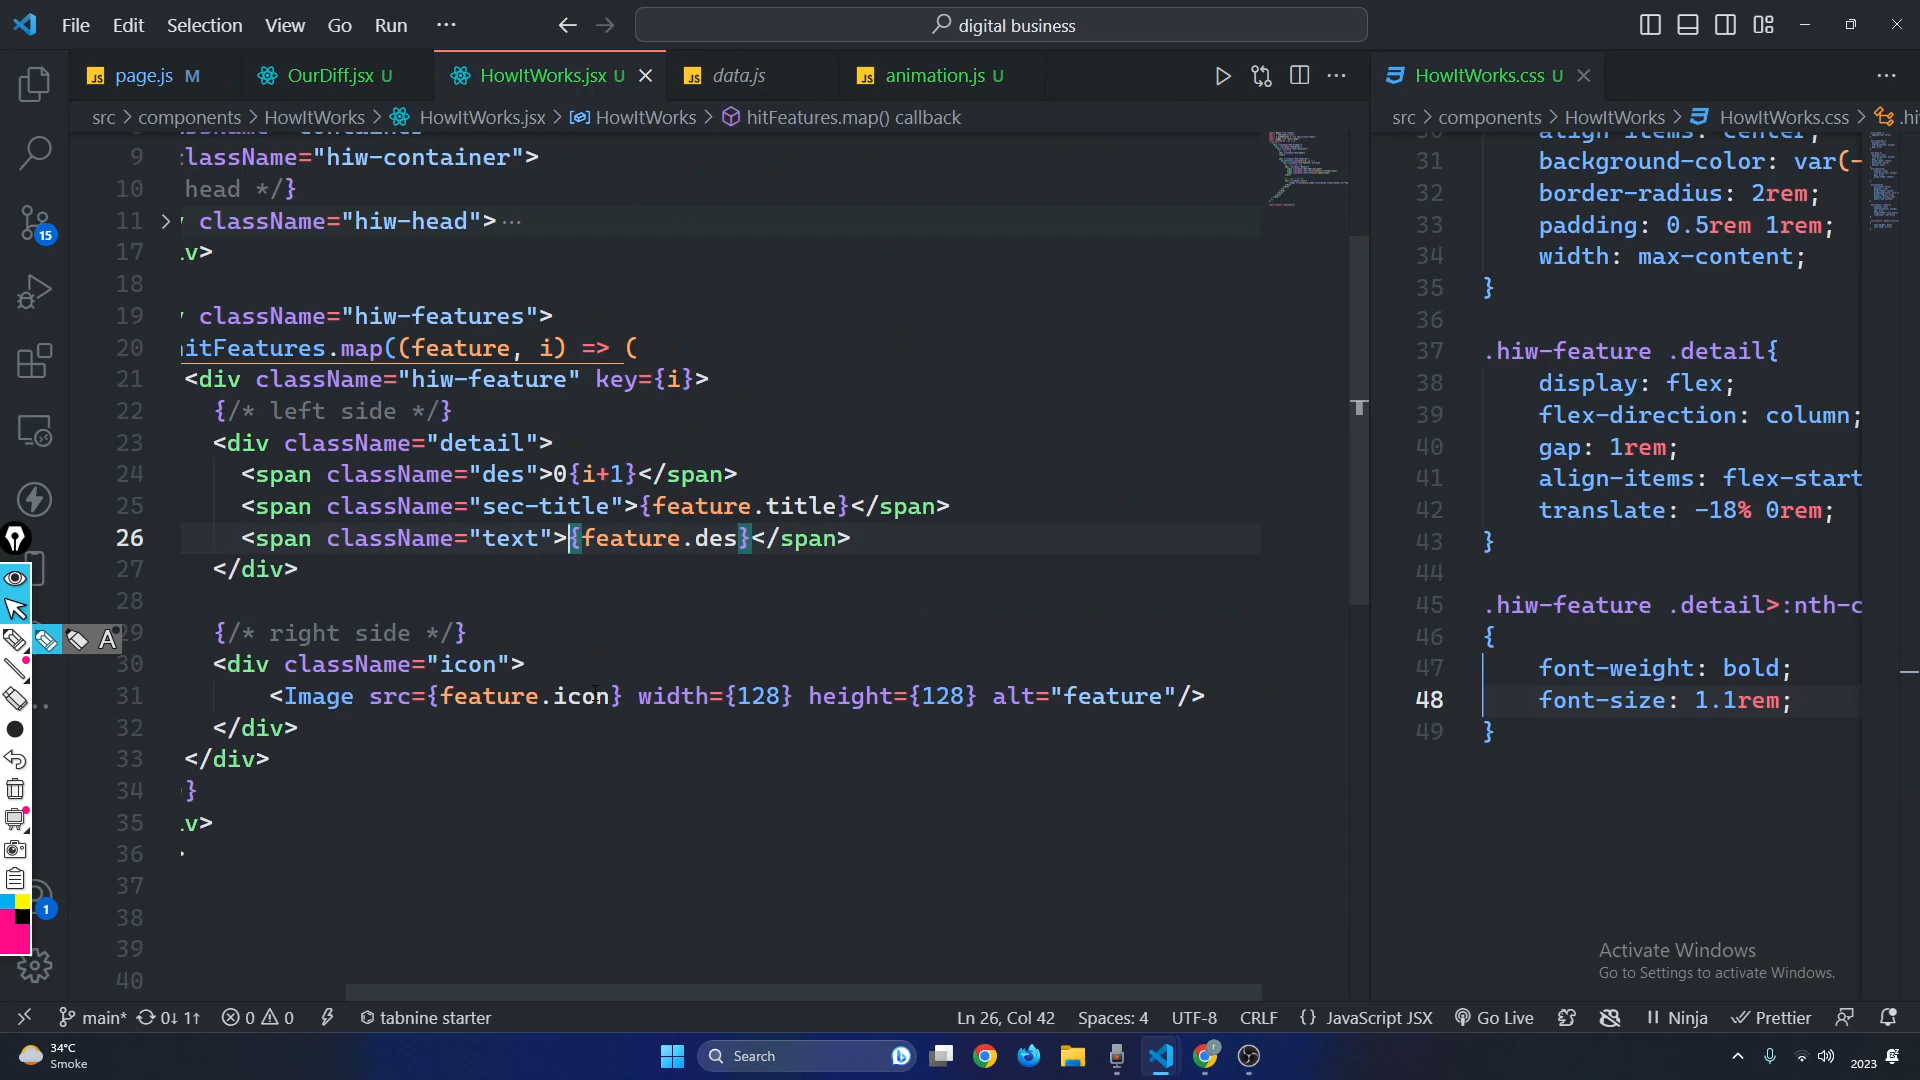 File Edit Selection View Go Run ··· digital business
page.js M OurDiff.jsx U HowItWorks.jsx U data.js animation.js U
src > components > HowItWorks > HowItWorks.jsx > HowItWorks > hitFeatures.map() callback
9 className="hiw-container">
10 head */}
11 className="hiw-head"> ···
17 iv>
18
19 className="hiw-features">
20 hitFeatures.map((feature, i) => (
21 <div className="hiw-feature" key={i}>
22 {/* left side */}
23 <div className="detail">
24 <span className="des">0{i+1}</span>
25 <span className="sec-title">{feature.title}</span>
26 <span className="text">{feature.des}</span>
27 </div>
28
29 {/* right side */}
30 <div className="icon">
31 <Image src={feature.icon} width={128} height={128} alt="feature"/>
32 </div>
33 </div>
34 }
35 iv>
36 >
37
38
39
40
HowItWorks.css U
src > components > HowItWorks > HowItWorks.css > .hi
30 align-items: center;
31 background-color: var(-
32 border-radius: 2rem;
33 padding: 0.5rem 1rem;
34 width: max-content;
35 }
36
37 .hiw-feature .detail{
38 display: flex;
39 flex-direction: column;
40 gap: 1rem;
41 align-items: flex-start
42 translate: -18% 0rem;
43 }
44
45 .hiw-feature .detail>:nth-c
46 {
47 font-weight: bold;
48 font-size: 1.1rem;
49 }
15
A
1
Activate Windows
Go to Settings to activate Windows.
main* 0↓ 1↑ 0 0 tabnine starter Ln 26, Col 42 Spaces: 4 UTF-8 CRLF {} JavaScript JSX Go Live Ninja Prettier
34°C
Smoke
Search
2023